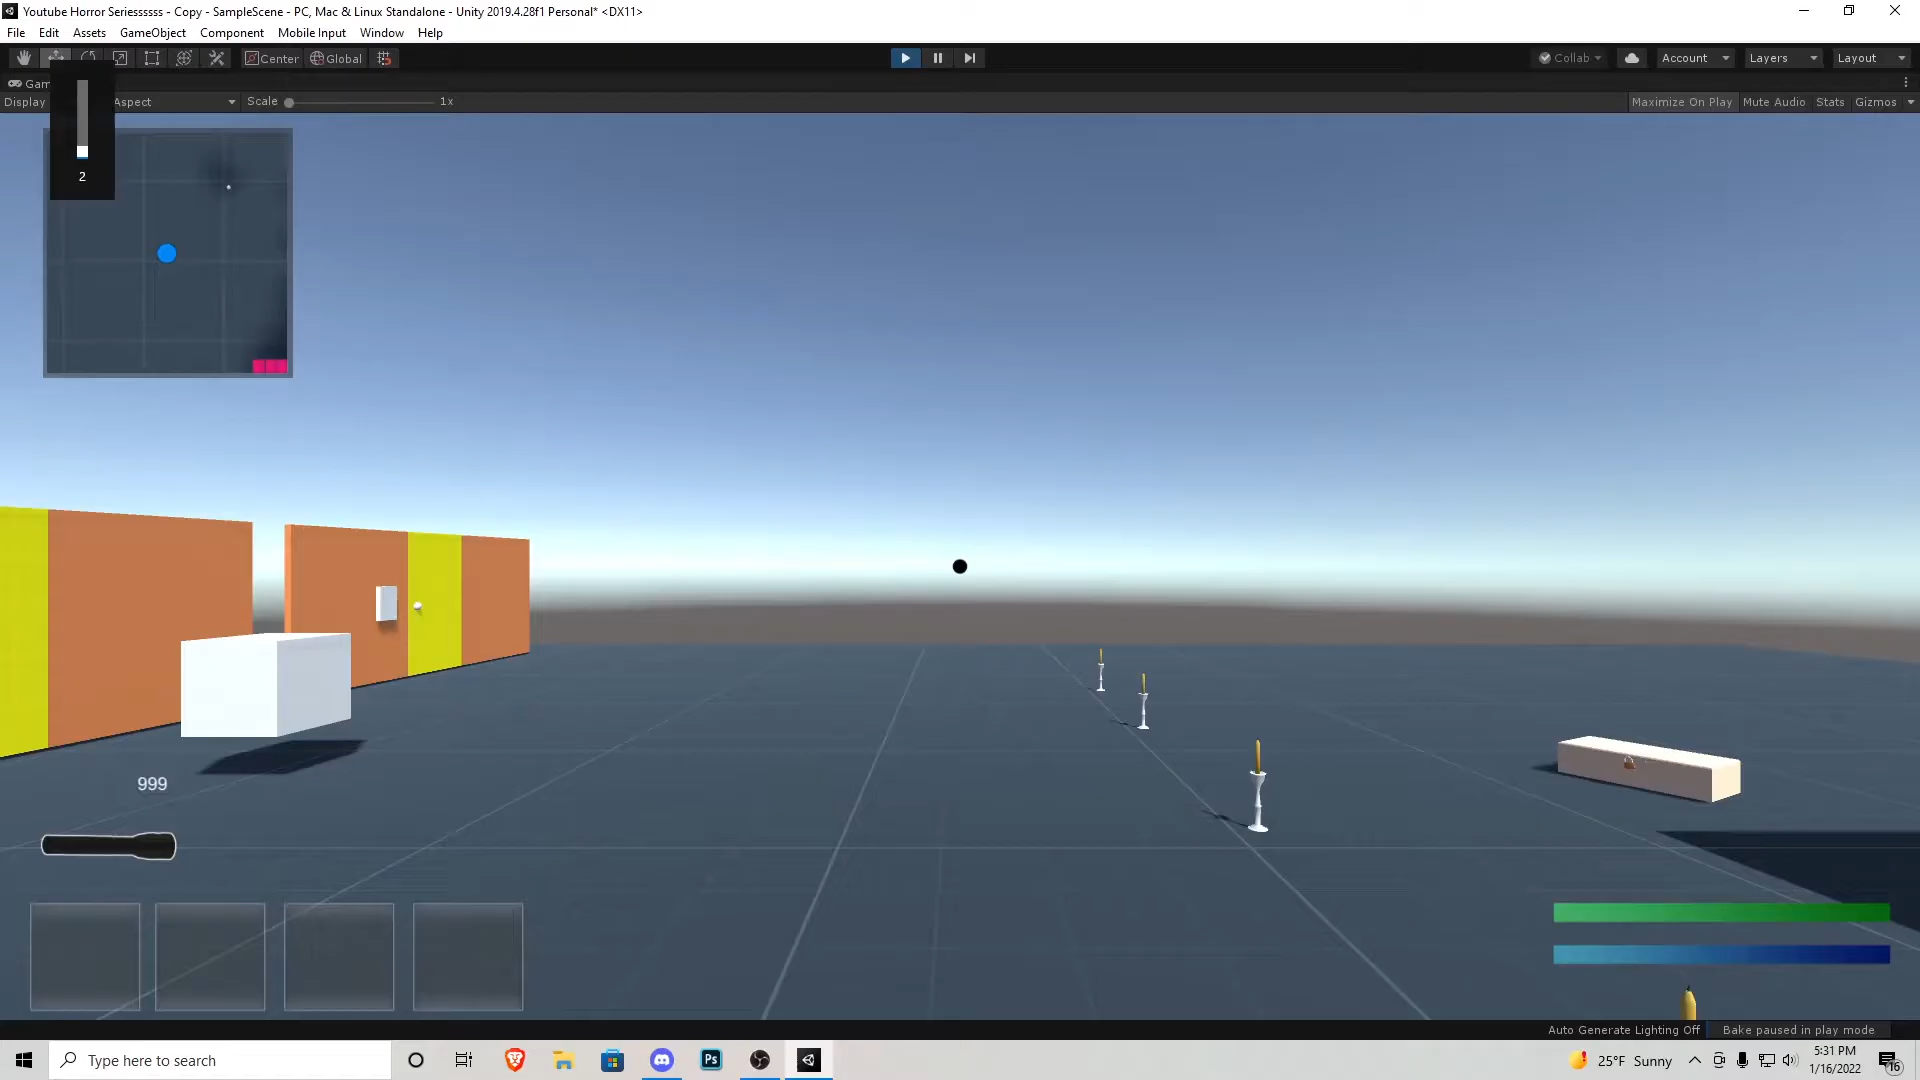 Youtube Horror Seriessssss - Copy - SampleScene - PC, Mac & Linux Standalone - Unity 2019.4.28f1 Personal* <DX11>
File Edit Assets GameObject Component Mobile Input Window Help
Center Global Collab Account Layers Layout
Gam
Display Aspect Scale 1x Maximize On Play Mute Audio Stats Gizmos
2
999
Auto Generate Lighting Off Bake paused in play mode
Type here to search Ps 25°F Sunny 5:31 PM
1/16/2022 16